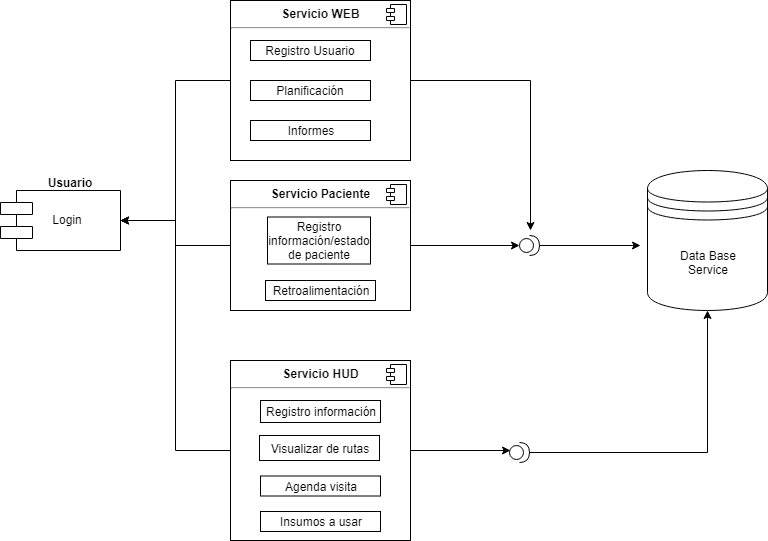 Servicio WEB
Registro Usuario
Planificación
Informes
Usuario
Login
Servicio Paciente
Registro
información/estado
de paciente
Retroalimentación
Data Base
Service
Servicio HUD
Registro información
Visualizar de rutas
Agenda visita
Insumos a usar